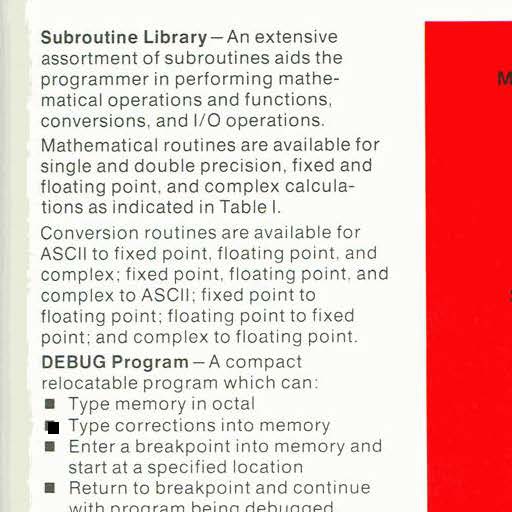 Subroutine Library — An extensive
assortment of subroutines aids the
programmer in performing mathe-
matical operations and functions,
conversions, and I/O operations.
Mathematical routines are available for
single and double precision, fixed and
floating point, and complex calcula-
tions as indicated in Table I.
Conversion routines are available for
ASCII to fixed point, floating point, and
complex; fixed point, floating point, and
complex to ASCII; fixed point to
floating point; floating point to fixed
point; and complex to floating point.
DEBUG Program — A compact
relocatable program which can:
■ Type memory in octal
■ Type corrections into memory
■ Enter a breakpoint into memory and
start at a specified location
■ Return to breakpoint and continue
with program being debugged.